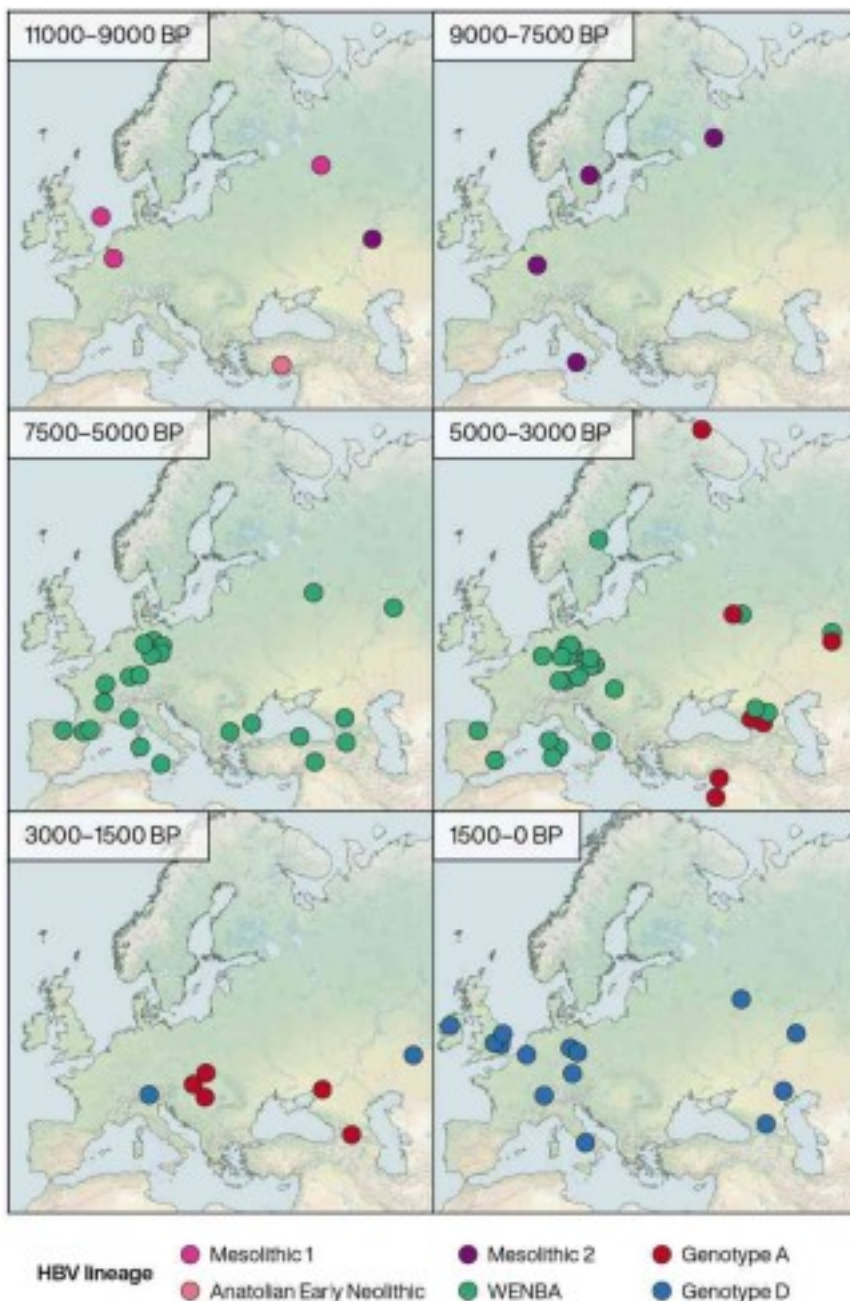 11000–9000 BP
9000–7500 BP
7500–5000 BP
5000–3000 BP
3000–1500 BP
1500–0 BP
HBV lineage
Mesolithic 1
Mesolithic 2
Genotype A
Anatolian Early Neolithic
WENBA
Genotype D